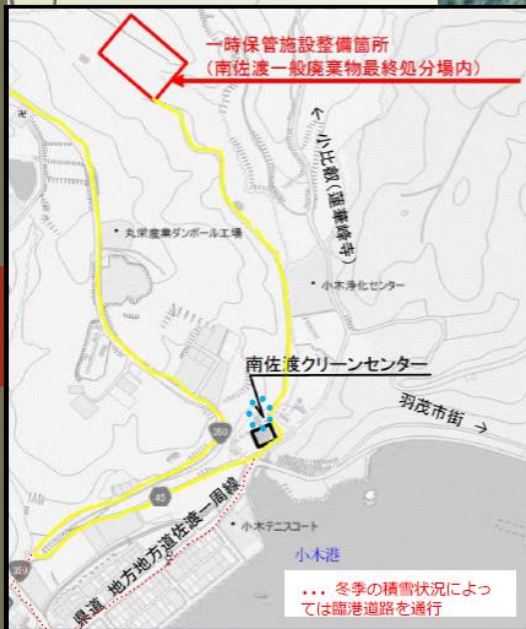 一時保管施設整備箇所
(南佐渡一般廃棄物最終処分場内)
小比叡(蓮華峰寺)
丸栄産業ダンボール工場
小木浄化センター
南佐渡クリーンセンター
羽茂市街 →
350
45
県道 地方地方道佐渡一周線
小木テニスコート
小木港
359
... 冬季の積雪状況によっ
ては臨港道路を通行